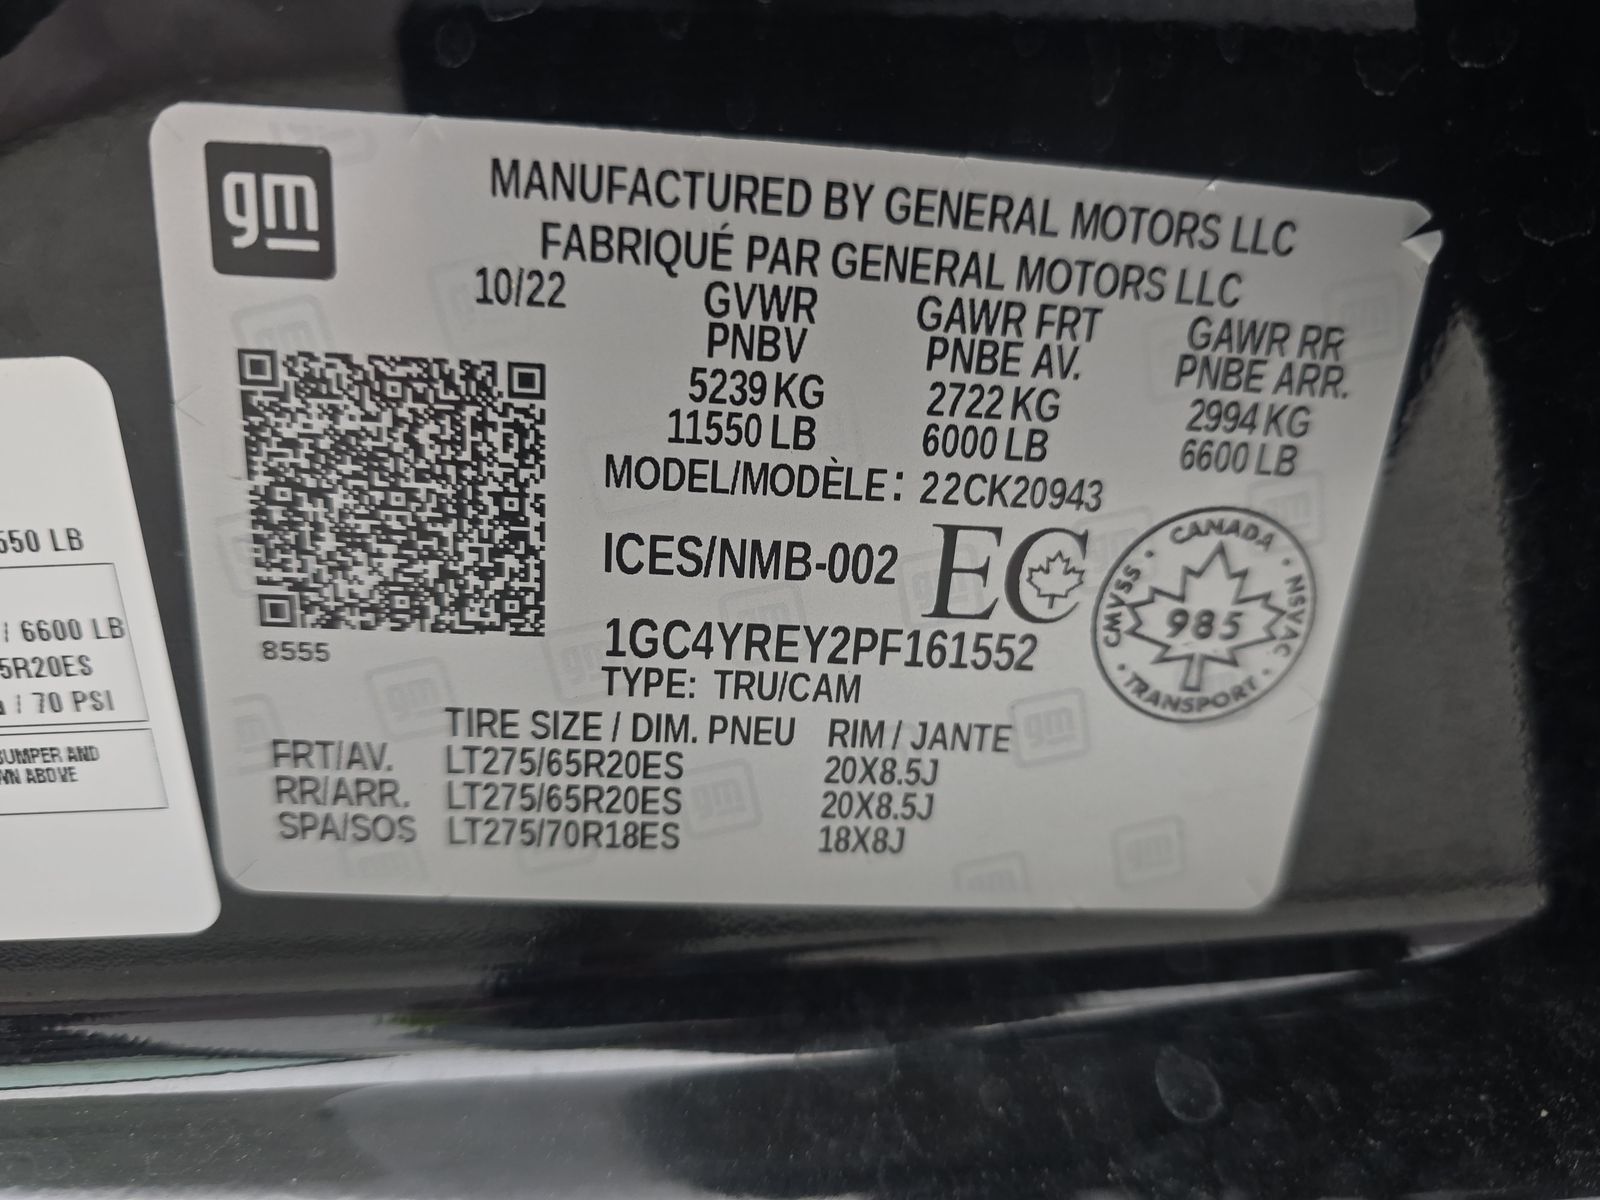 gm
MANUFACTURED BY GENERAL MOTORS LLC
FABRIQUÉ PAR GENERAL MOTORS LLC
10/22
GVWR GAWR FRT GAWR RR
PNBV PNBE AV. PNBE ARR.
5239 KG 2722 KG 2994 KG
11550 LB 6000 LB 6600 LB
MODEL/MODÈLE: 22CK20943
ICES/NMB-002 EC
CANADA · NSVAC · TRANSPORT · CMVSS ·
985
8555
1GC4YREY2PF161552
TYPE: TRU/CAM
TIRE SIZE / DIM. PNEU RIM / JANTE
FRT/AV. LT275/65R20ES 20X8.5J
RR/ARR. LT275/65R20ES 20X8.5J
SPA/SOS LT275/70R18ES 18X8J
550 LB
/ 6600 LB
5R20ES
/ 70 PSI
BUMPER AND
ABOVE